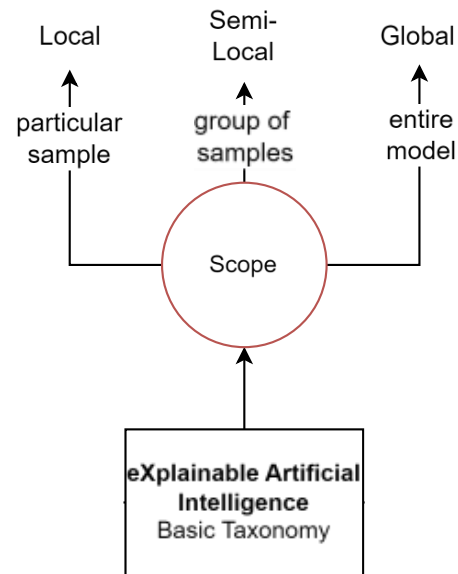 Local
Semi-
Local
Global
particular
sample
group of
samples
entire
model
Scope
eXplainable Artificial
Intelligence
Basic Taxonomy